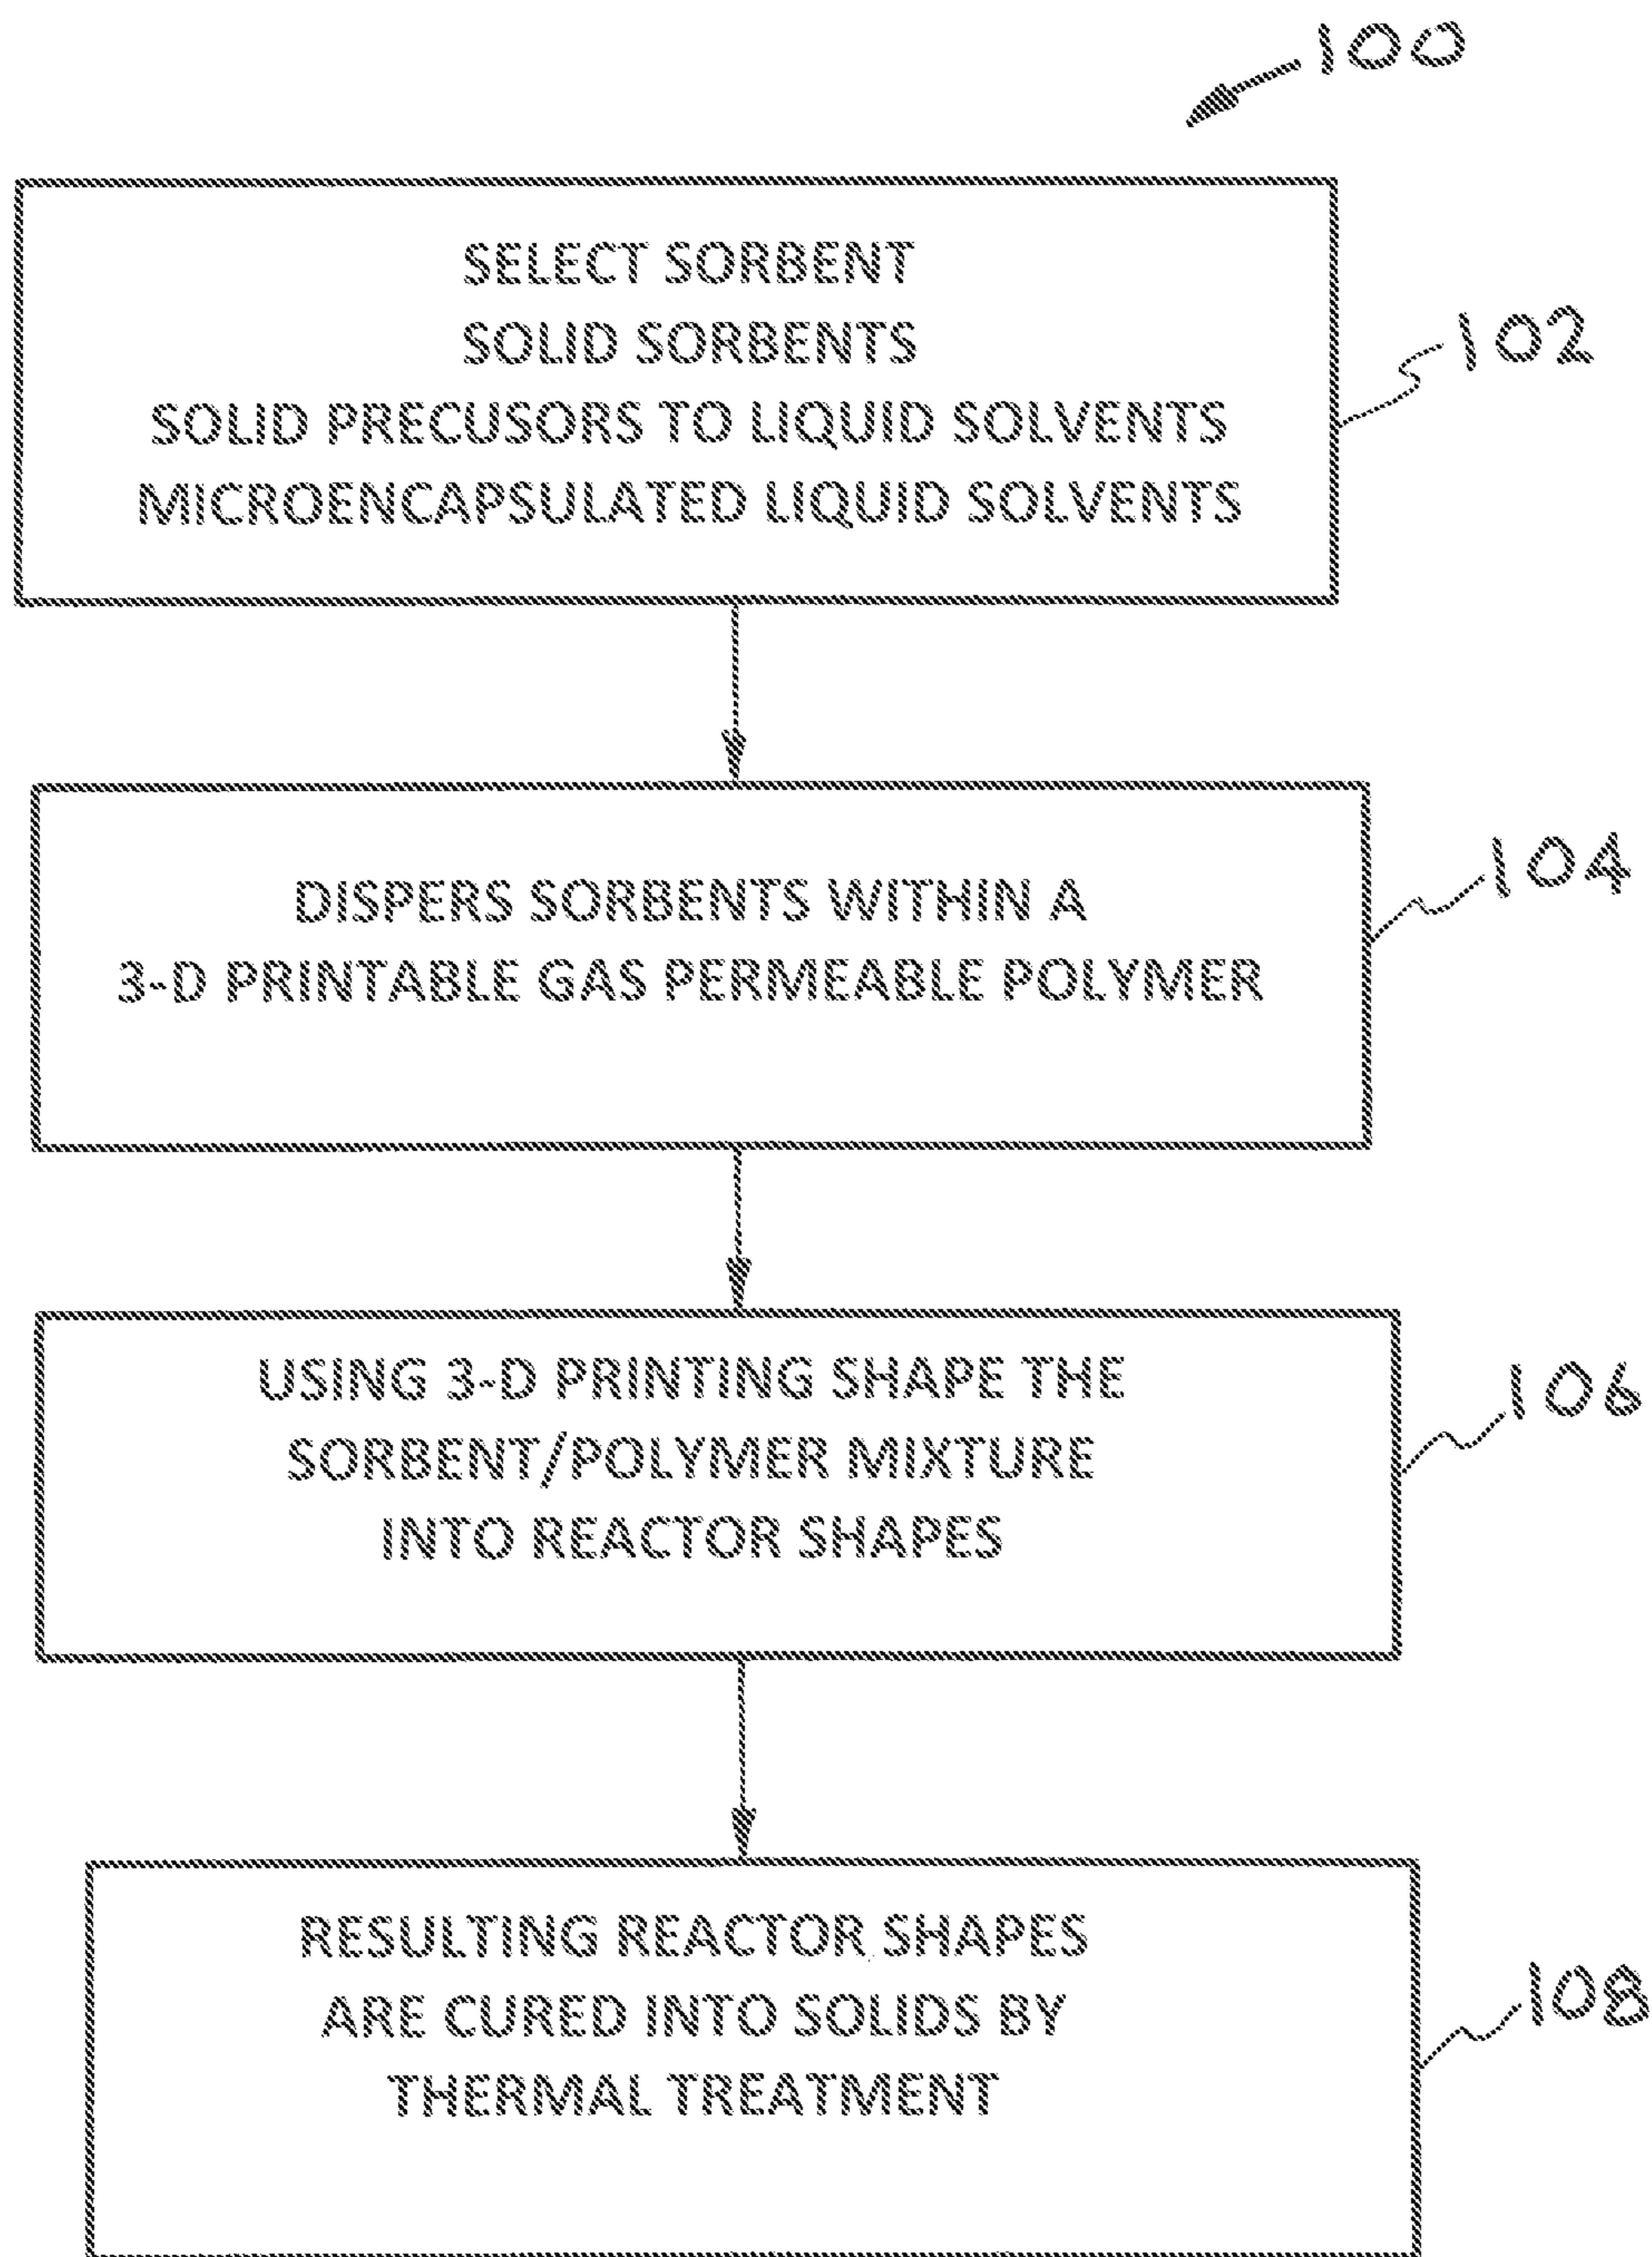 100
SELECT SORBENT
SOLID SORBENTS
SOLID PRECUSORS TO LIQUID SOLVENTS
MICROENCAPSULATED LIQUID SOLVENTS
102
DISPERS SORBENTS WITHIN A
3-D PRINTABLE GAS PERMEABLE POLYMER
104
USING 3-D PRINTING SHAPE THE
SORBENT/POLYMER MIXTURE
INTO REACTOR SHAPES
106
RESULTING REACTOR SHAPES
ARE CURED INTO SOLIDS BY
THERMAL TREATMENT
108